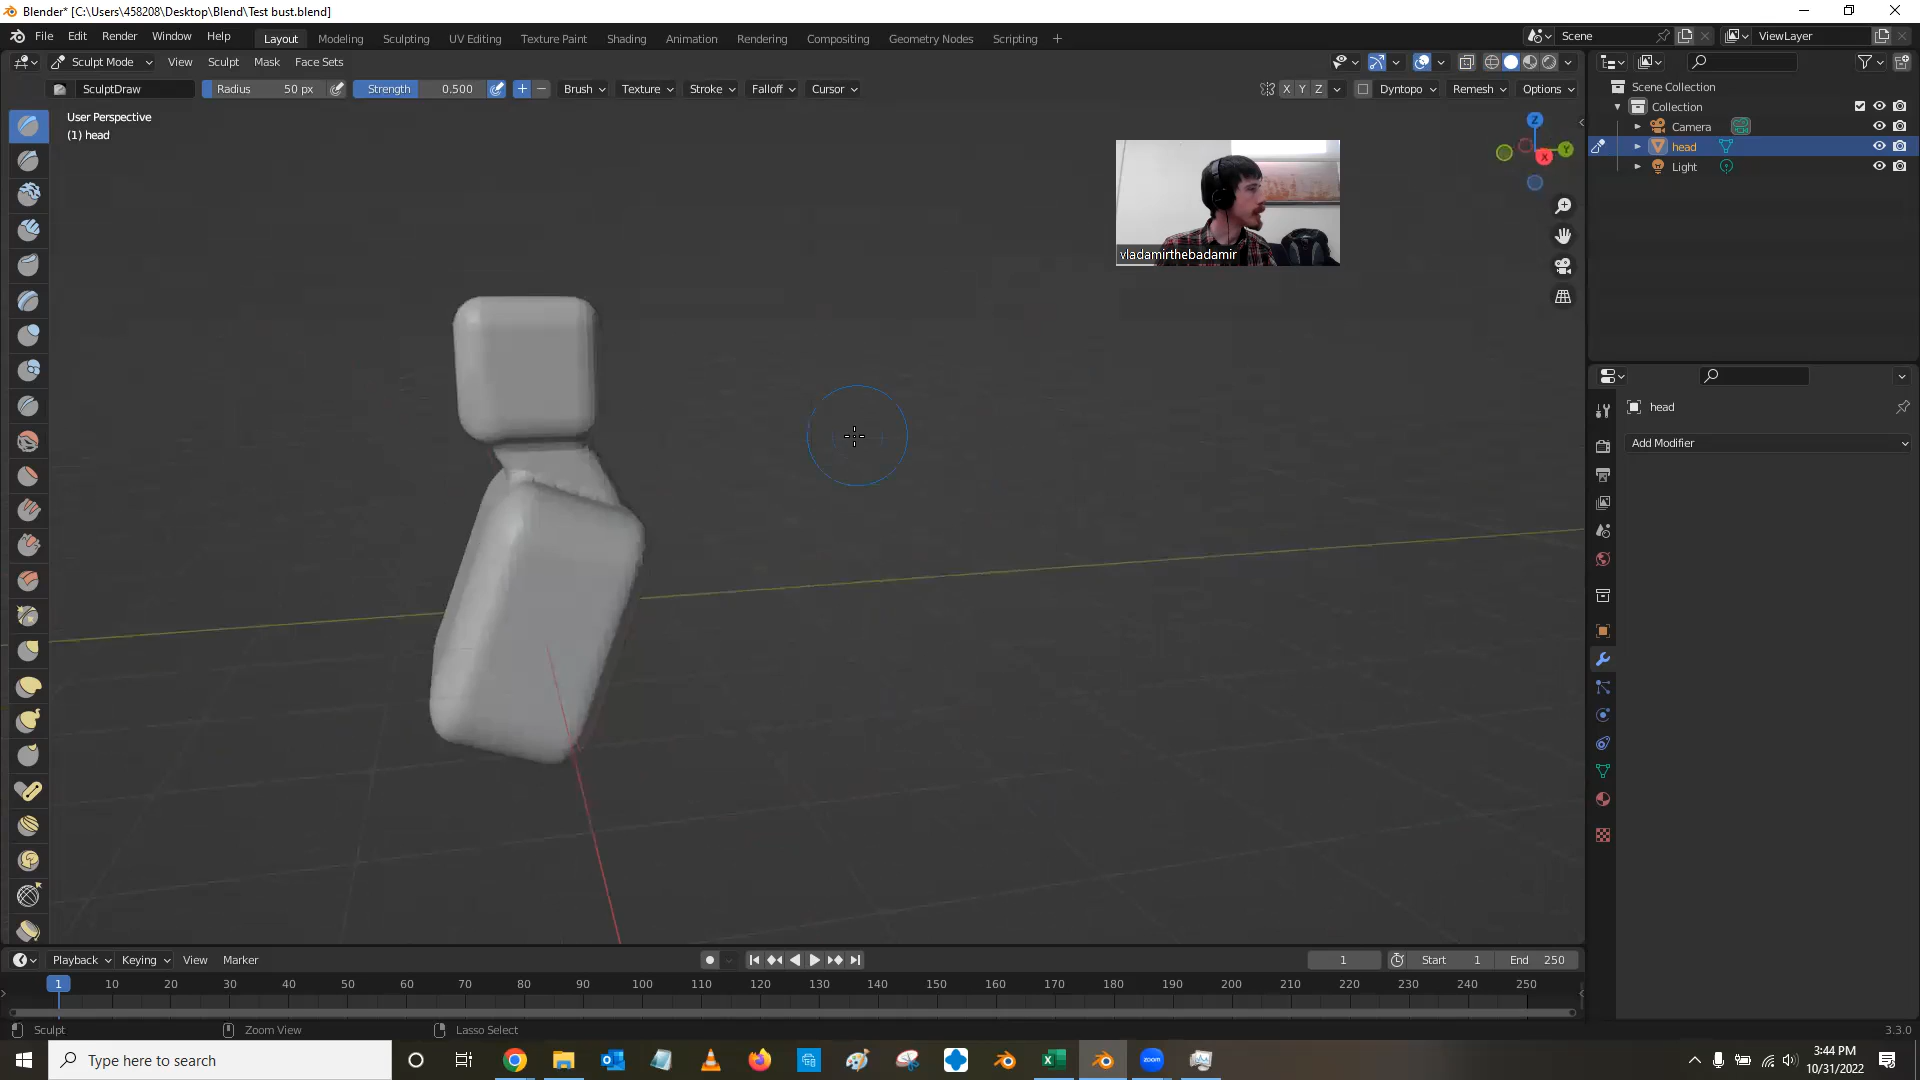 Blender* [C:\Users\458208\Desktop\Blend\Test bust.blend]
File Edit Render Window Help Layout Modeling Sculpting UV Editing Texture Paint Shading Animation Rendering Compositing Geometry Nodes Scripting Scene ViewLayer
Sculpt Mode View Sculpt Mask Face Sets
SculptDraw Radius 50 px Strength 0.500 Brush Texture Stroke Falloff Cursor X Y Z Dyntopo Remesh Options
User Perspective
(1) head
Z
Y
X
vladamirthebadamir
Scene Collection
Collection
Camera
head
Light
head
Add Modifier
Playback Keying View Marker 1 Start 1 End 250
1 10 20 30 40 50 60 70 80 90 100 110 120 130 140 150 160 170 180 190 200 210 220 230 240 250
Sculpt Zoom View Lasso Select 3.3.0
Type here to search
zoom
3:44 PM
10/31/2022